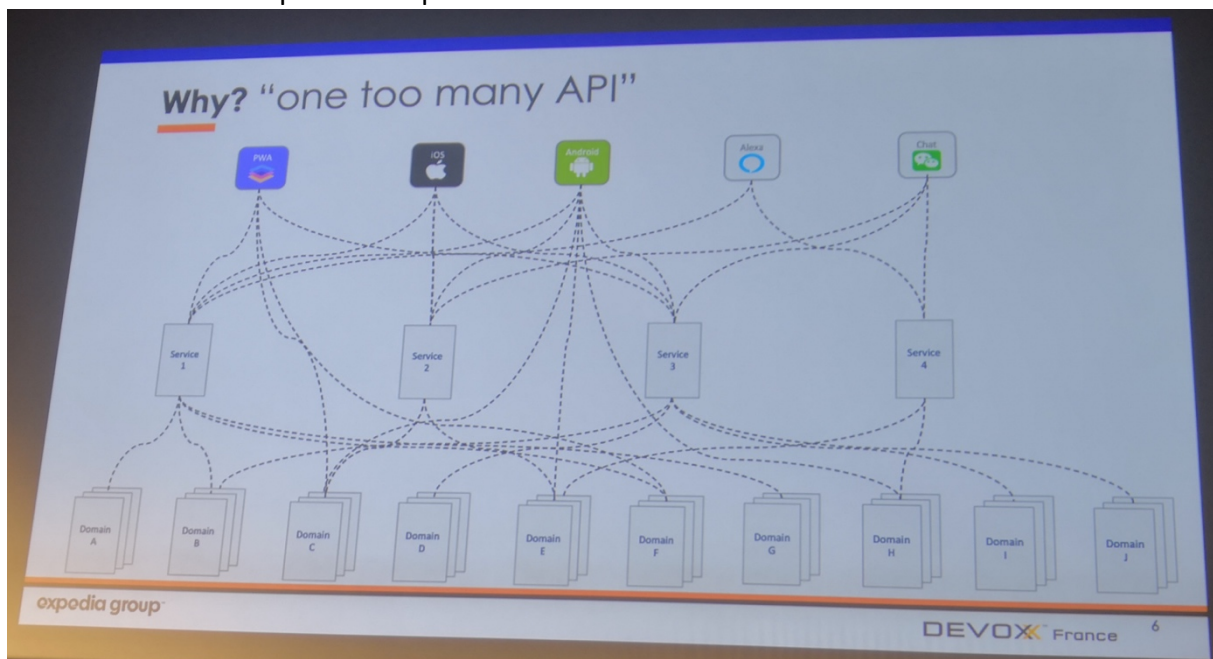 Why? "one too many API"
PWA
iOS
Android
Alexa
Chat
Service
1
Service
2
Service
3
Service
4
Domain
A
Domain
B
Domain
C
Domain
D
Domain
E
Domain
F
Domain
G
Domain
H
Domain
I
Domain
J
expedia group
DEVOXX™ France
6